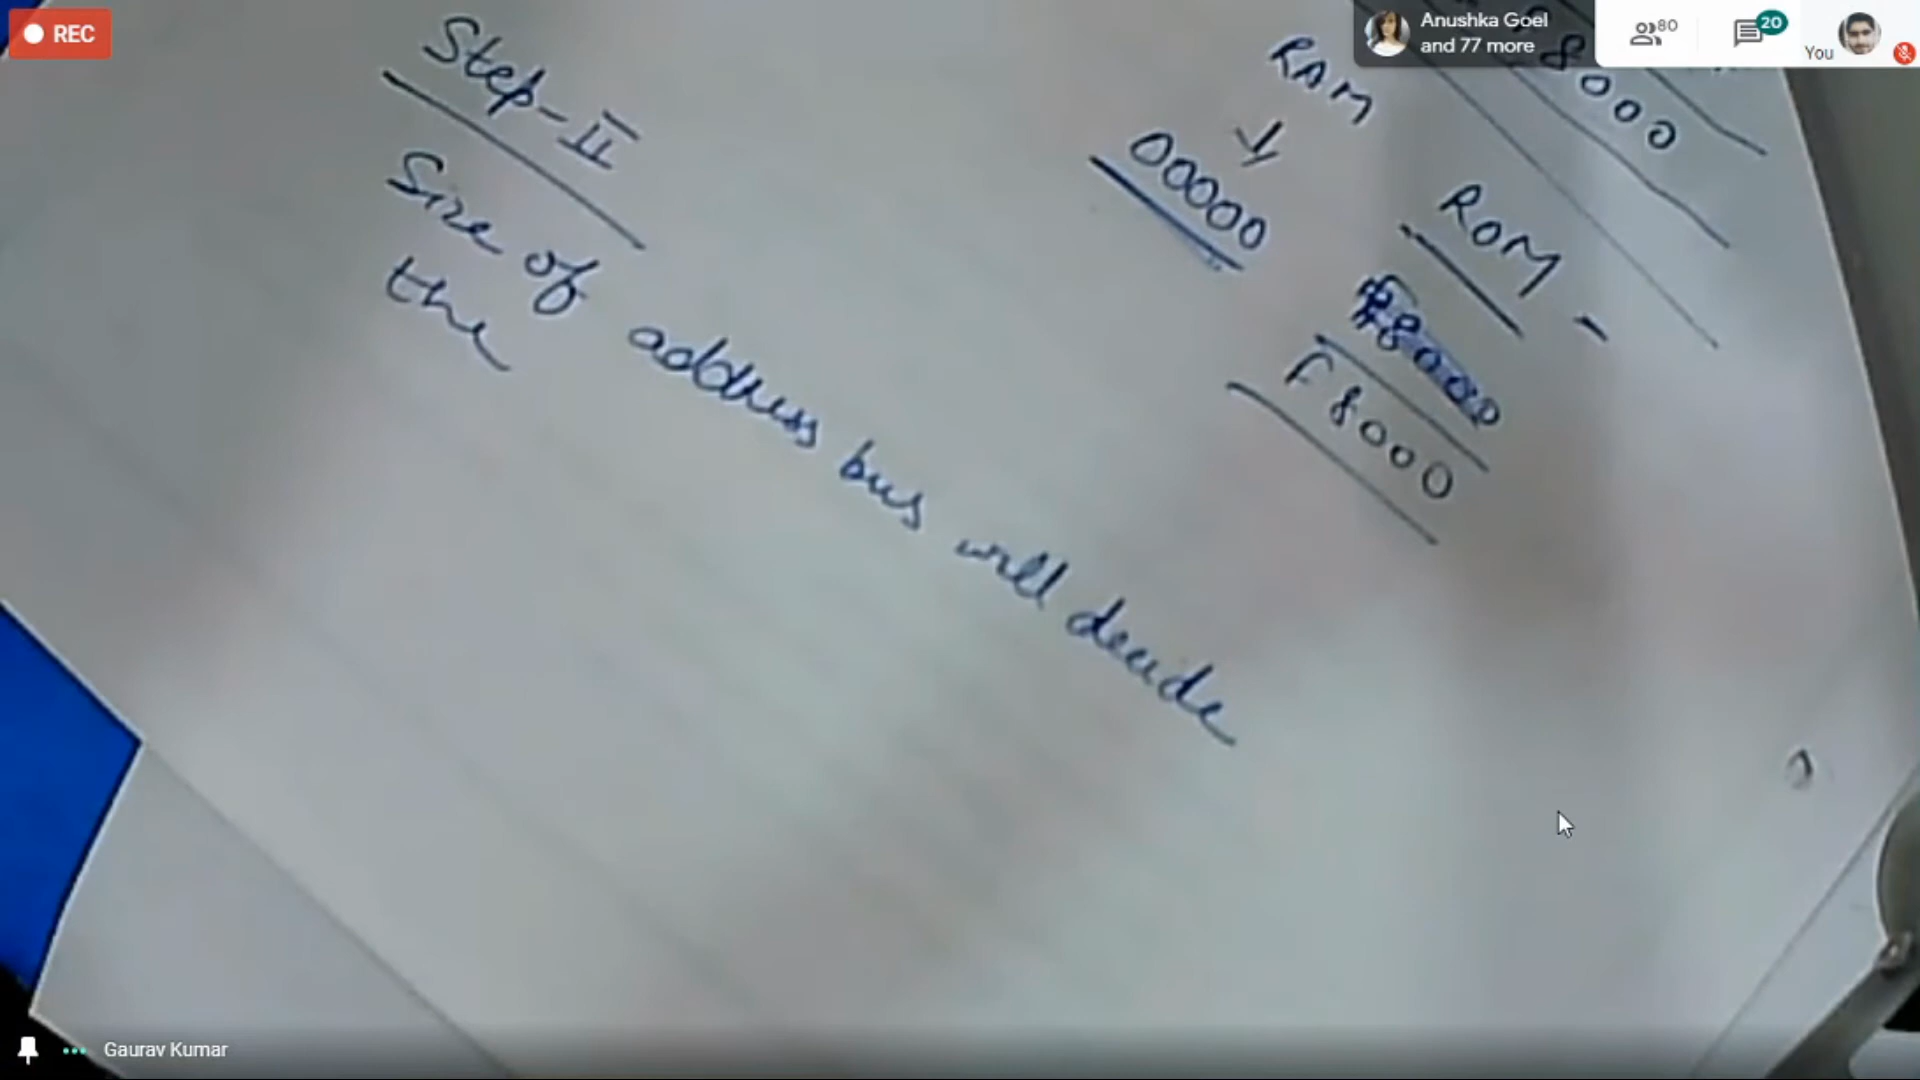 REC
Anushka Goel
and 77 more
80
20
You
Step-II
Size of address bus will decide
the
RAM
00000
ROM -
F8000
8000
Gaurav Kumar